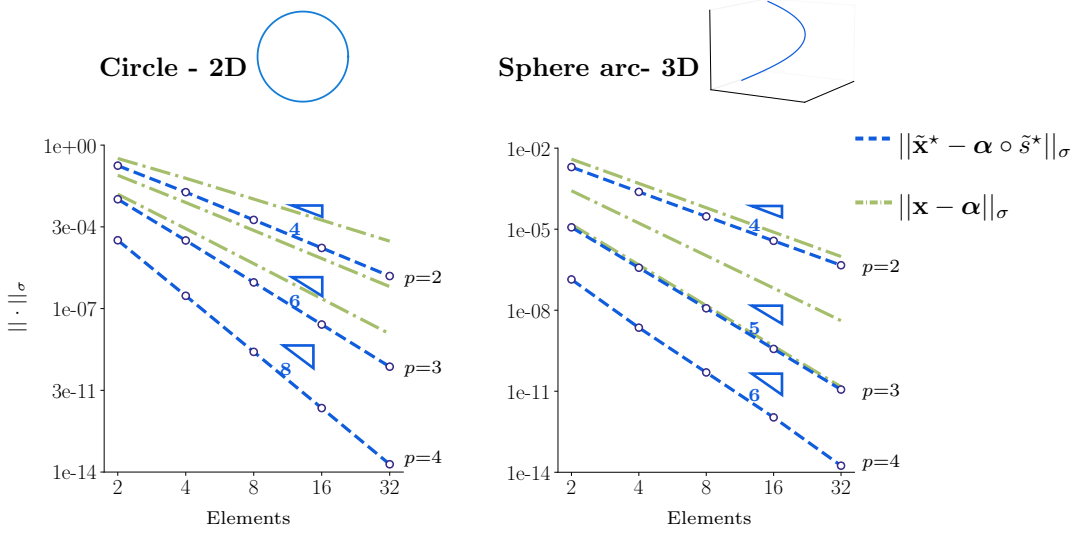 Circle - 2D
Sphere arc- 3D
||x̃⋆ − α ∘ s̃⋆||σ
||x − α||σ
|| · ||σ
1e+00
3e-04
1e-07
3e-11
1e-14
2
4
8
16
32
Elements
4
6
8
p=2
p=3
p=4
1e-02
1e-05
1e-08
1e-11
1e-14
2
4
8
16
32
Elements
4
5
6
p=2
p=3
p=4